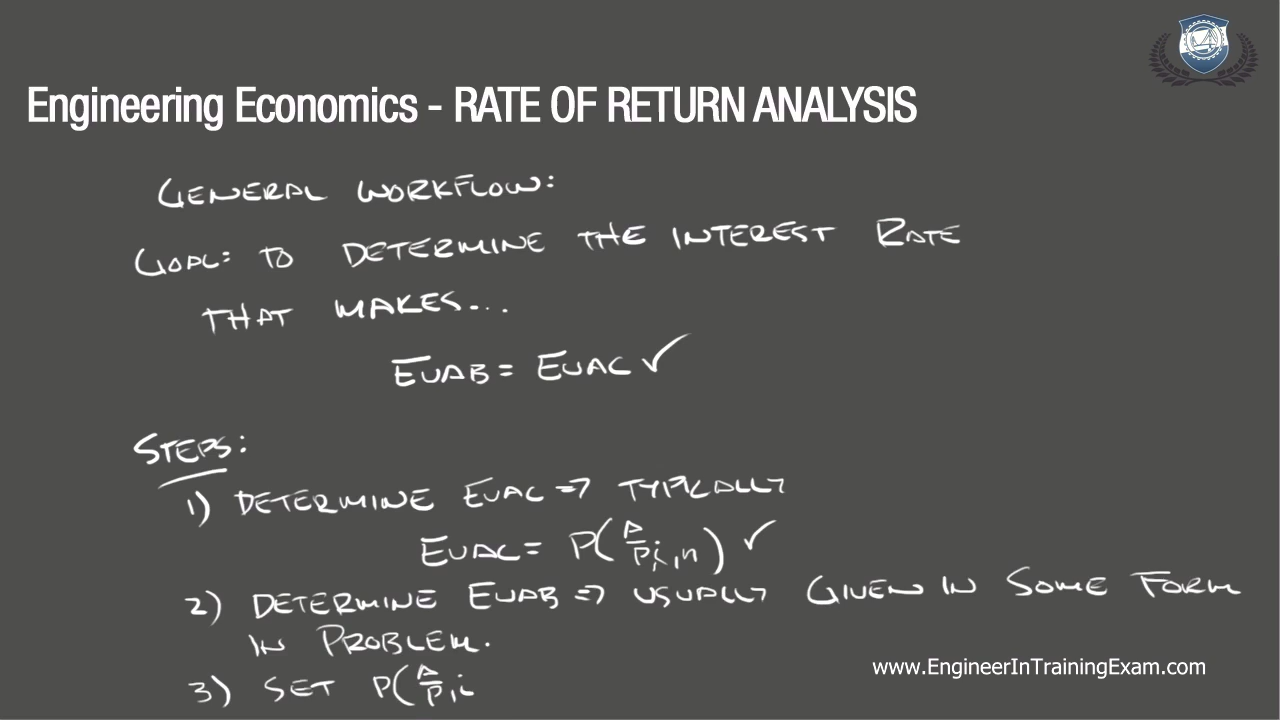 Engineering Economics - RATE OF RETURN ANALYSIS
GENERAL WORKFLOW:
GOAL: TO DETERMINE THE INTEREST RATE
THAT MAKES...
EUAB = EUAC ✓
STEPS:
1) DETERMINE EUAC => TYPICALLY
EUAC = P(A/P, i, n) ✓
2) DETERMINE EUAB => USUALLY GIVEN IN SOME FORM
IN PROBLEM.
3) SET P(A/P, i
www.EngineerInTrainingExam.com